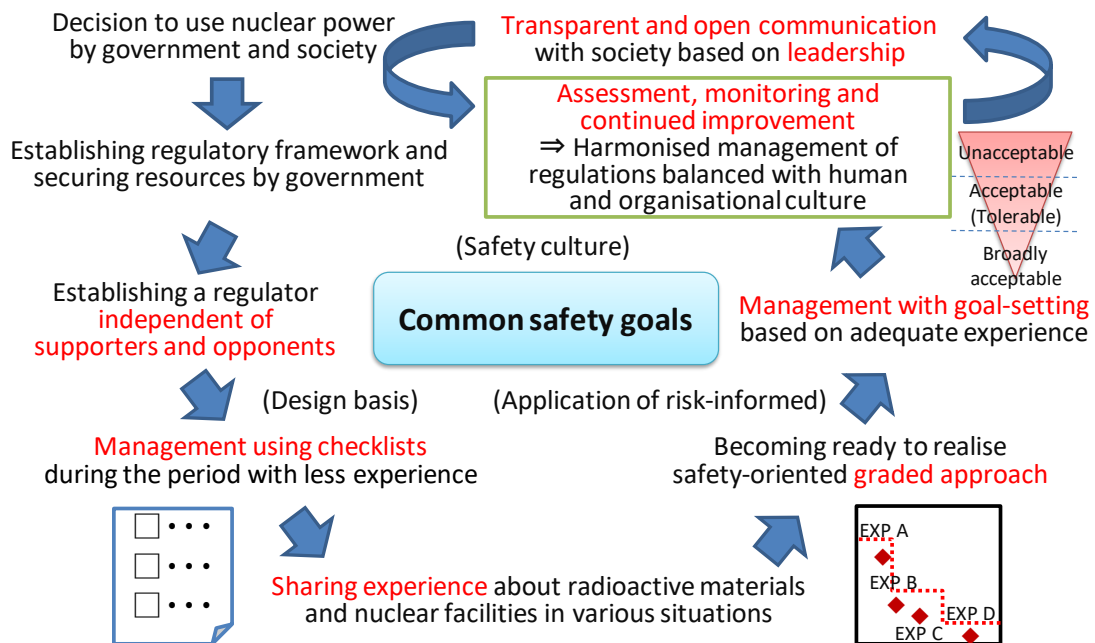 Decision to use nuclear power
by government and society
Establishing regulatory framework and
securing resources by government
Establishing a regulator
independent of
supporters and opponents
(Design basis)
Management using checklists
during the period with less experience
Sharing experience about radioactive materials
and nuclear facilities in various situations
(Application of risk-informed)
Becoming ready to realise
safety-oriented graded approach
EXP A
EXP B
EXP C
EXP D
Management with goal-setting
based on adequate experience
(Safety culture)
Common safety goals
Assessment, monitoring and
continued improvement
⇒ Harmonised management of
regulations balanced with human
and organisational culture
Unacceptable
Acceptable
(Tolerable)
Broadly
acceptable
Transparent and open communication
with society based on leadership